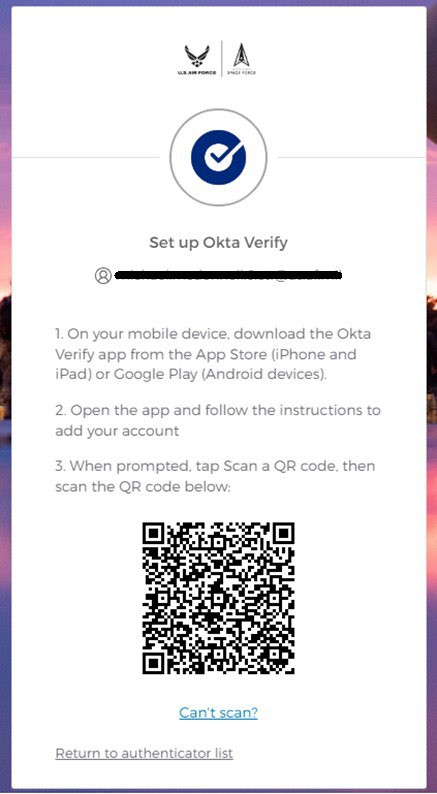 U.S. AIR FORCE
SPACE FORCE
Set up Okta Verify
1. On your mobile device, download the Okta
Verify app from the App Store (iPhone and
iPad) or Google Play (Android devices).
2. Open the app and follow the instructions to
add your account
3. When prompted, tap Scan a QR code, then
scan the QR code below:
Can't scan?
Return to authenticator list